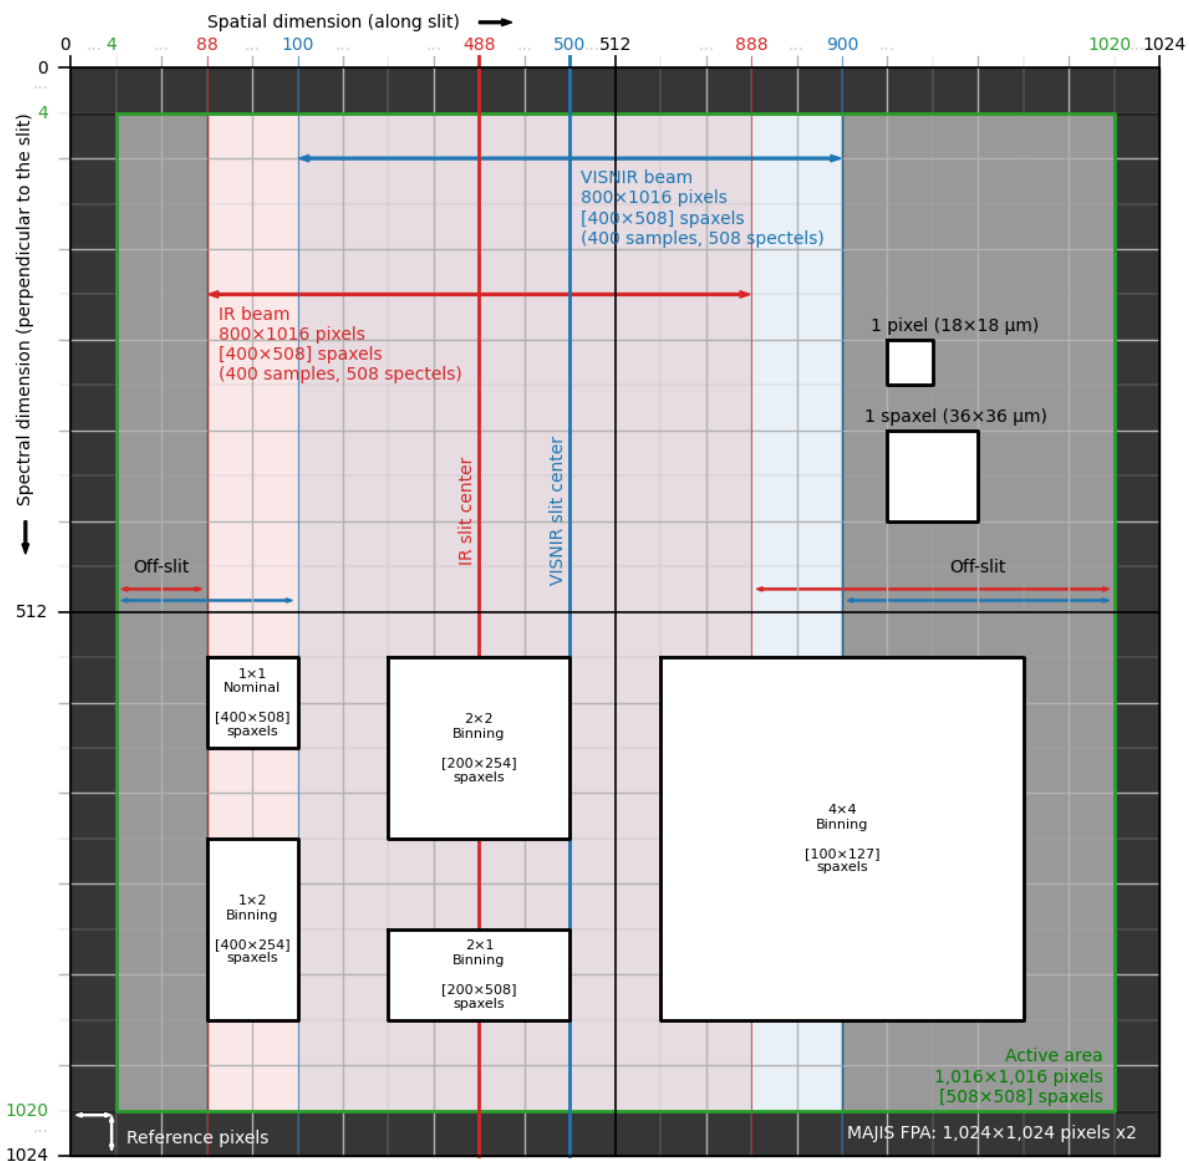 Spatial dimension (along slit)
0 ... 4 ... 88 ... 100 ... ... 488 ... 500 ... 512 ... 888 ... 900 ... 1020 ... 1024
0
...
4
Spectral dimension (perpendicular to the slit)
VISNIR beam
800×1016 pixels
[400×508] spaxels
(400 samples, 508 spectels)
IR beam
800×1016 pixels
[400×508] spaxels
(400 samples, 508 spectels)
1 pixel (18×18 μm)
1 spaxel (36×36 μm)
IR slit center
VISNIR slit center
Off-slit
Off-slit
512
1×1
Nominal
[400×508]
spaxels
2×2
Binning
[200×254]
spaxels
4×4
Binning
[100×127]
spaxels
1×2
Binning
[400×254]
spaxels
2×1
Binning
[200×508]
spaxels
Active area
1,016×1,016 pixels
[508×508] spaxels
1020
...
1024
Reference pixels
MAJIS FPA: 1,024×1,024 pixels x2